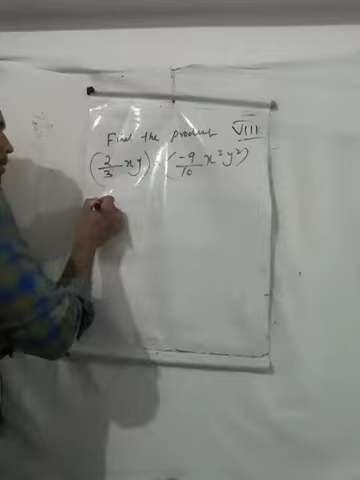 Find the product VIII
(2/3 xy) × (-9/10 x²y²)